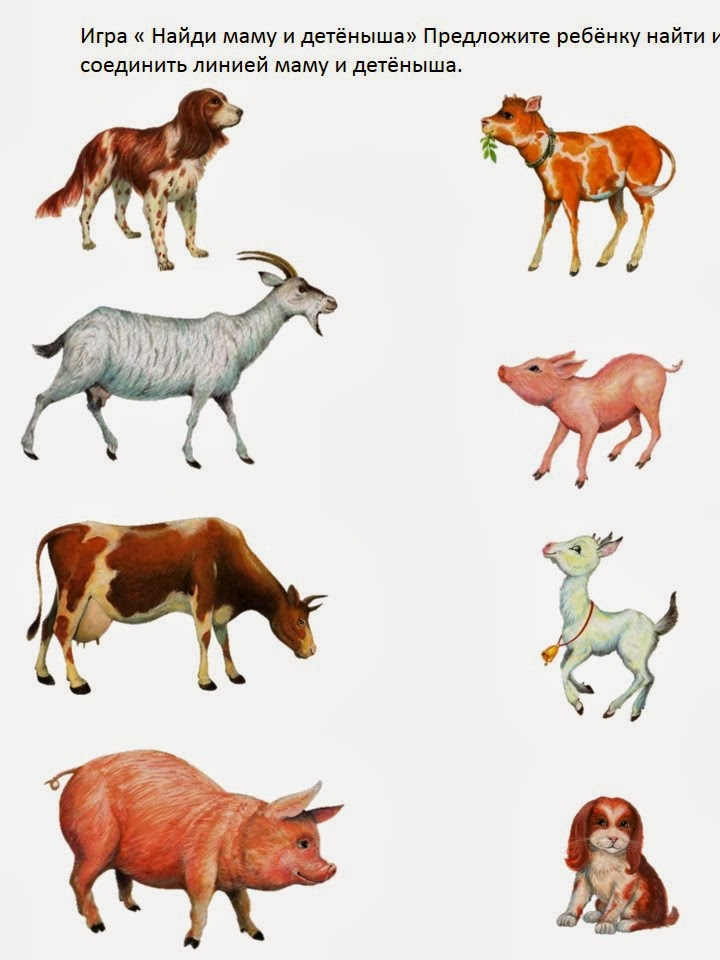 Игра « Найди маму и детёныша» Предложите ребёнку найти и
соединить линией маму и детёныша.